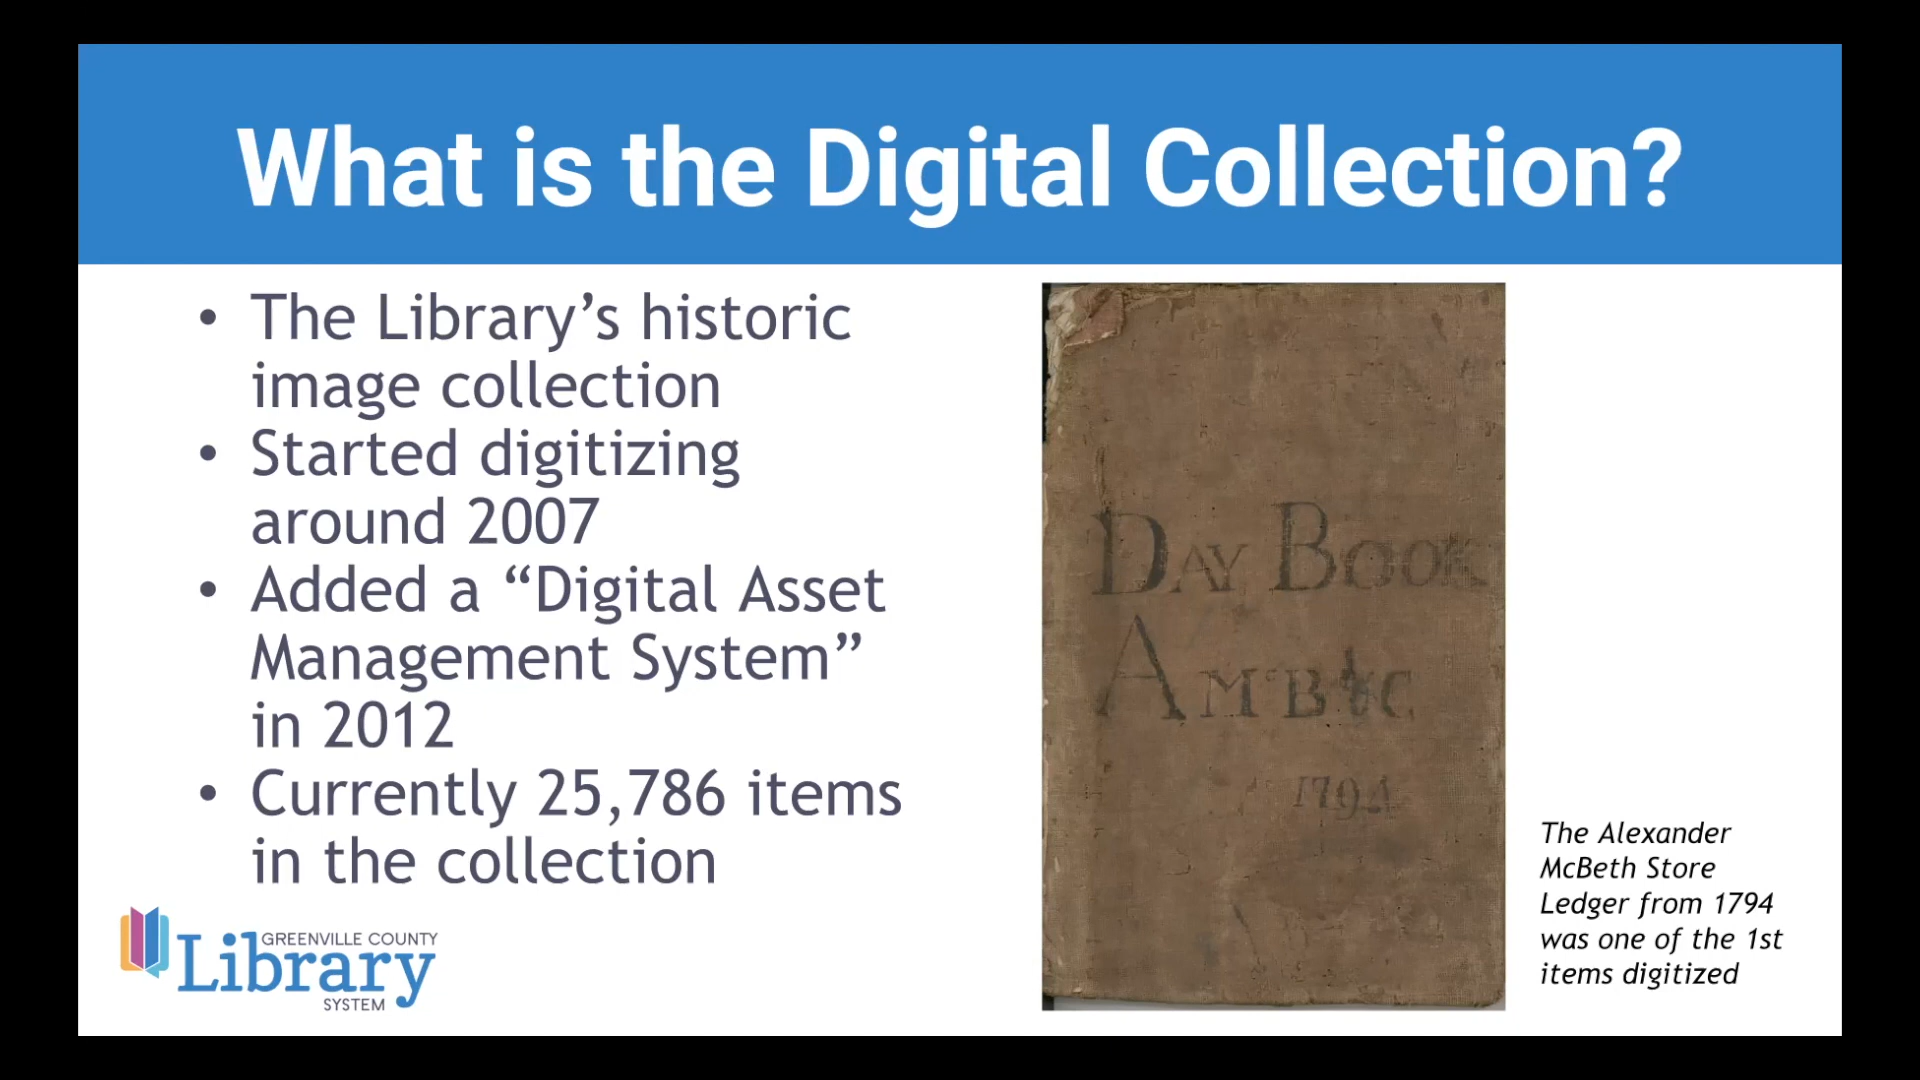 What is the Digital Collection?
• The Library’s historic
image collection
• Started digitizing
around 2007
• Added a “Digital Asset
Management System”
in 2012
• Currently 25,786 items
in the collection
DAY BOOK
A McB & C
1794
The Alexander
McBeth Store
Ledger from 1794
was one of the 1st
items digitized
GREENVILLE COUNTY
Library
SYSTEM